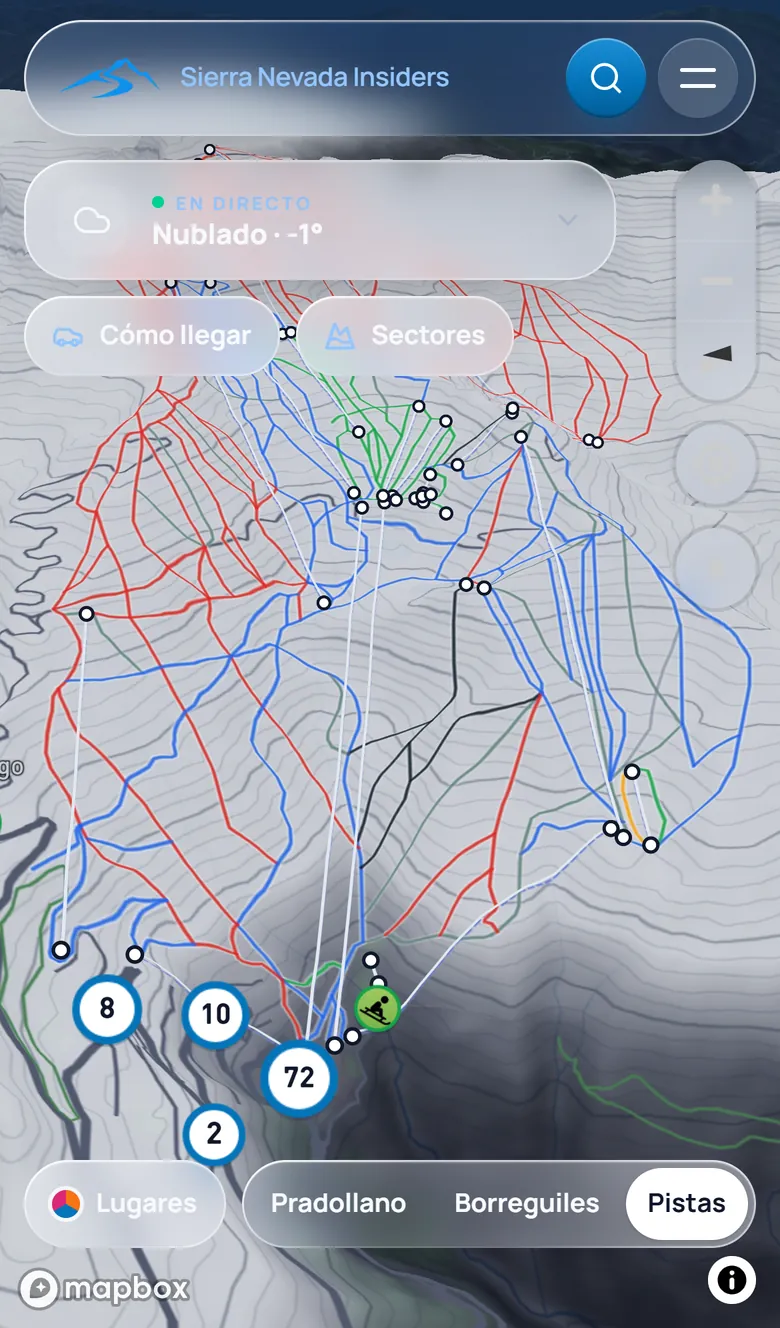 Sierra Nevada Insiders
EN DIRECTO
Nublado · -1°
Cómo llegar
Sectores
go
8
10
72
2
Lugares
Pradollano
Borreguiles
Pistas
mapbox